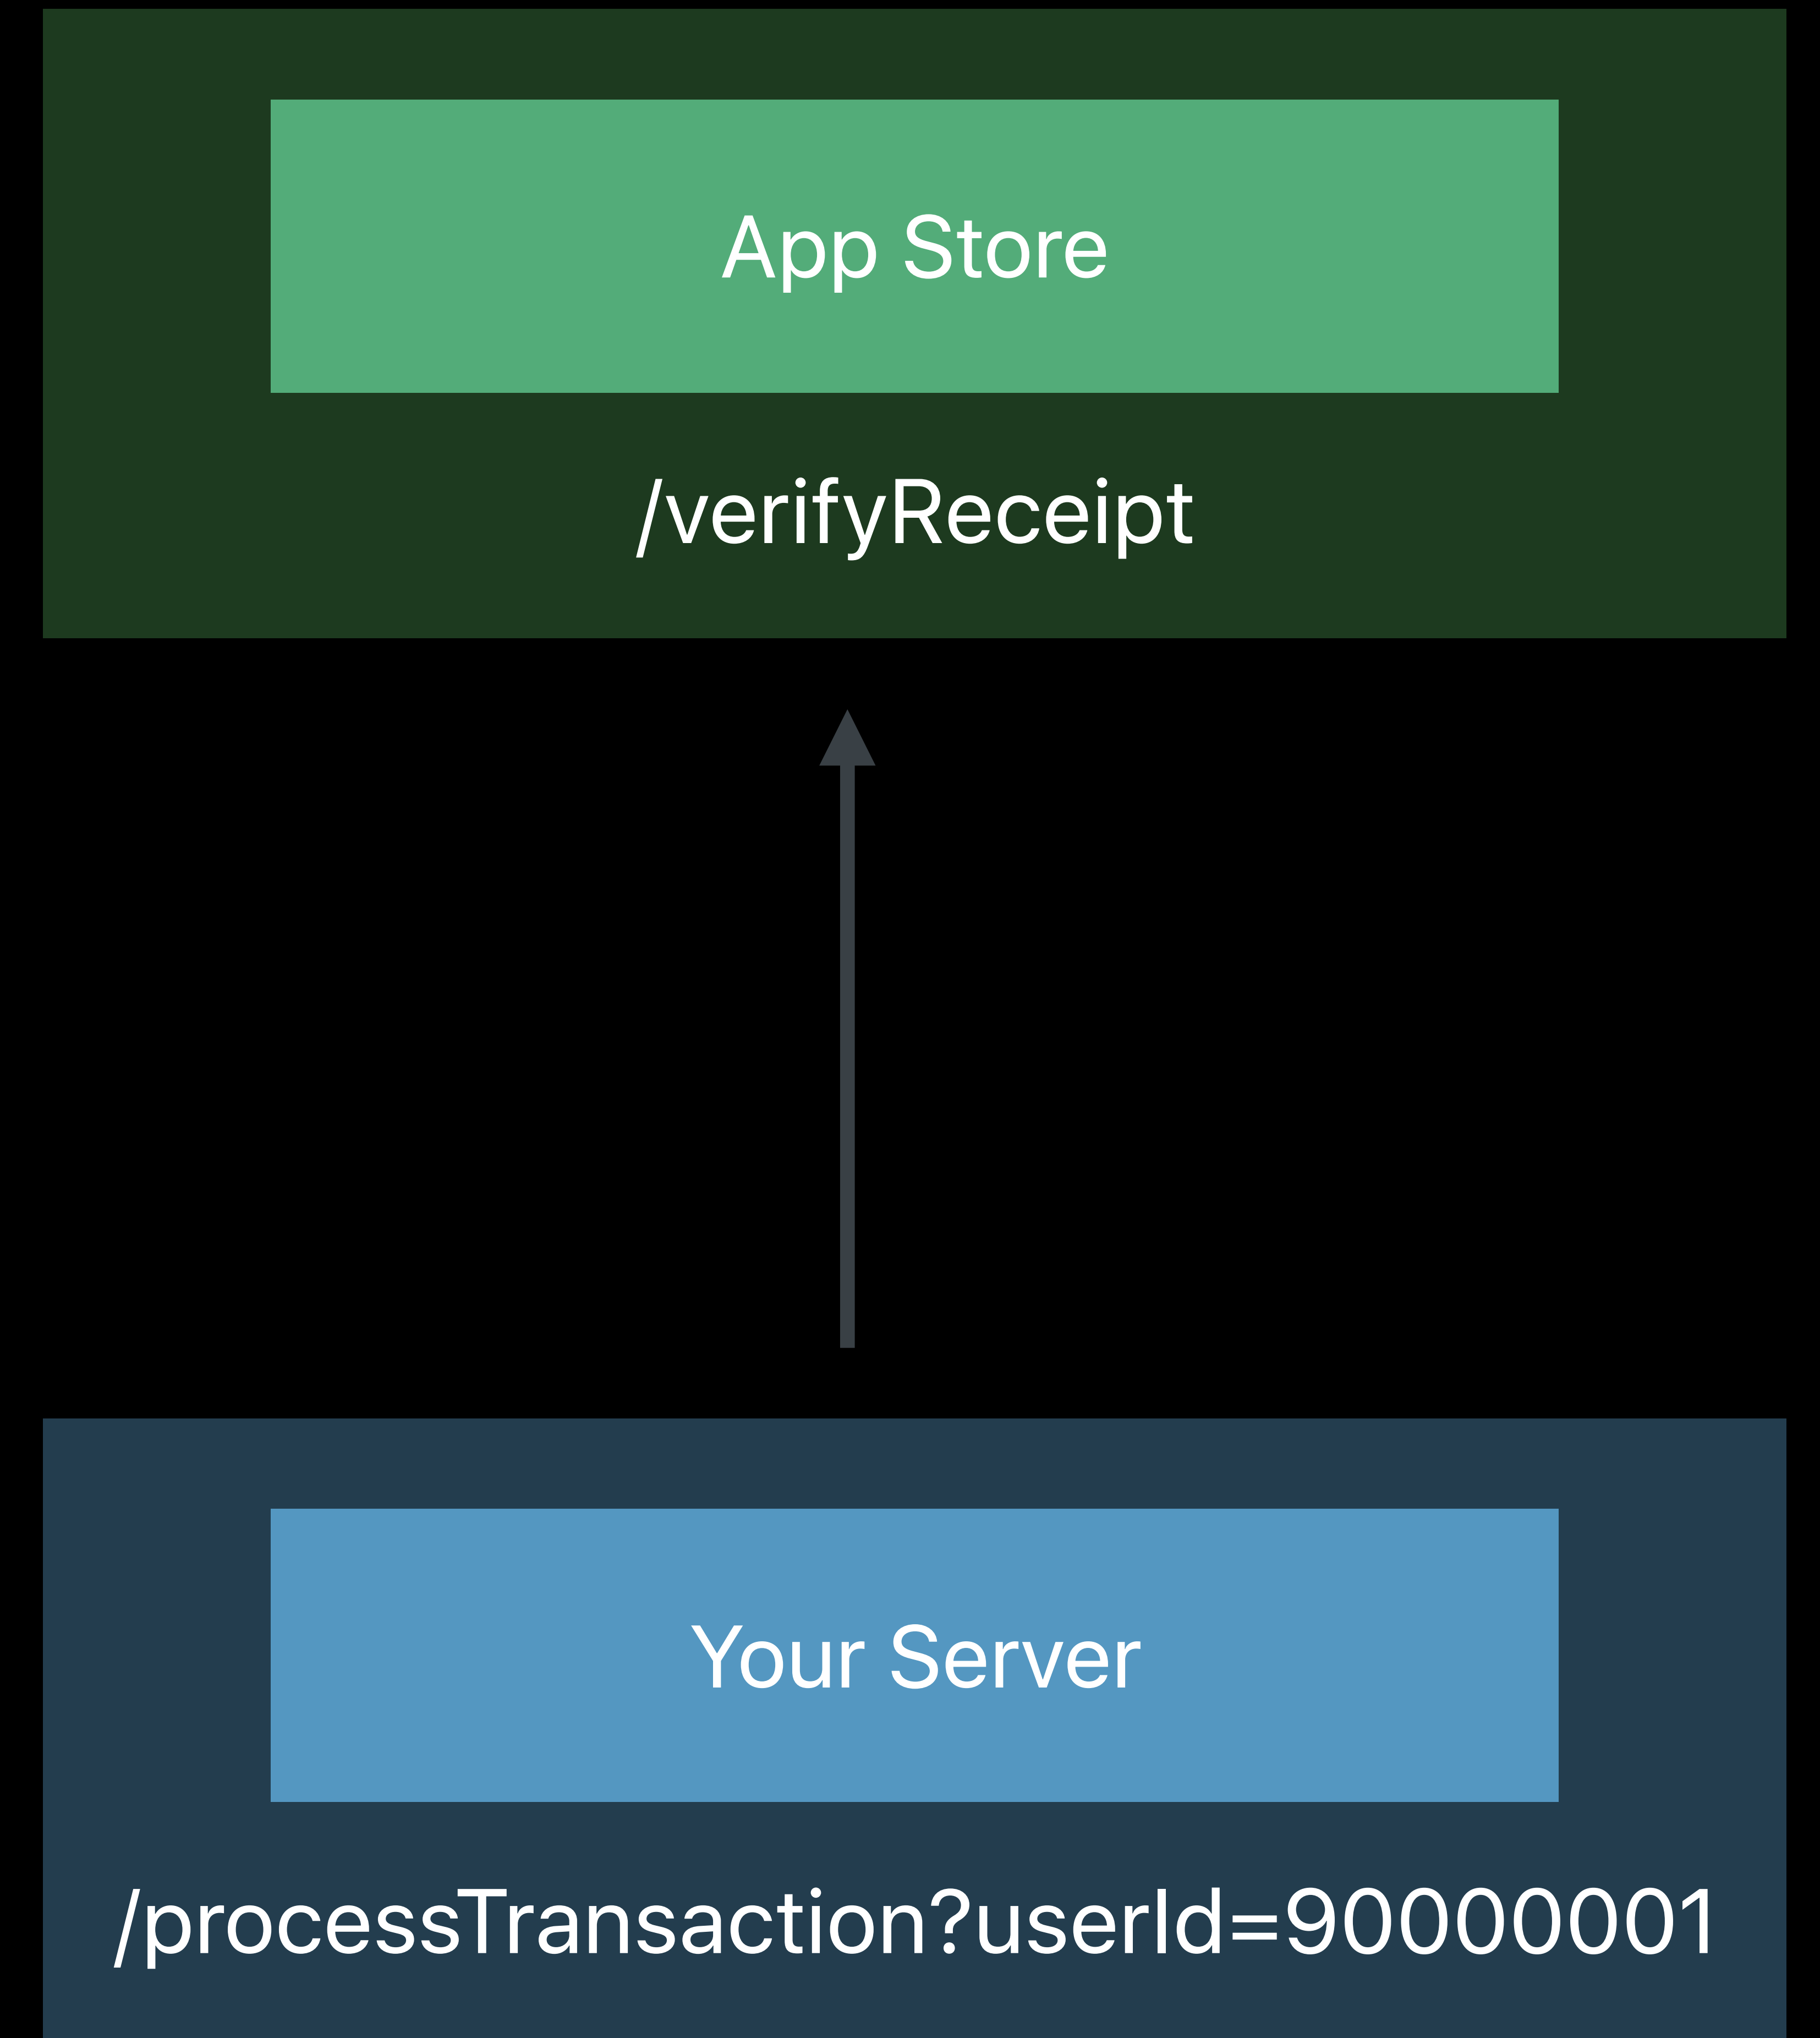 App Store
/verifyReceipt
Your Server
/processTransaction?userId=90000001